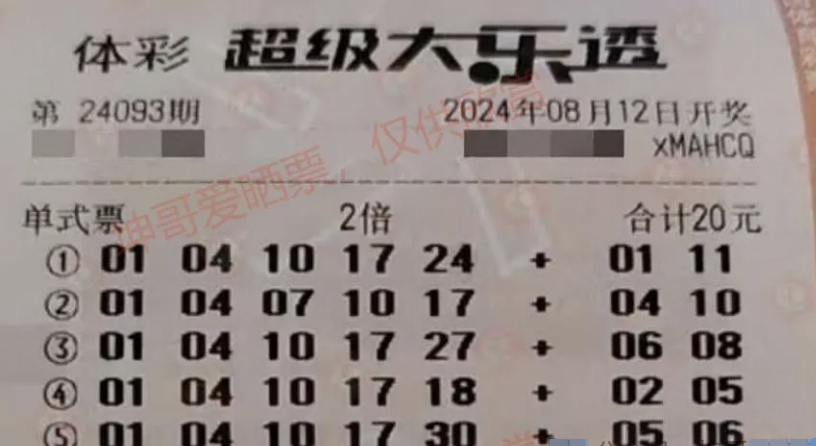 体彩 超级大乐透
第 24093期 2024年08月12日开奖
xMAHCQ
坤哥爱晒票，仅供欣赏
单式票 2倍 合计20元
① 01 04 10 17 24 + 01 11
② 01 04 07 10 17 + 04 10
③ 01 04 10 17 27 + 06 08
④ 01 04 10 17 18 + 02 05
⑤ 01 04 10 17 30 + 05 06